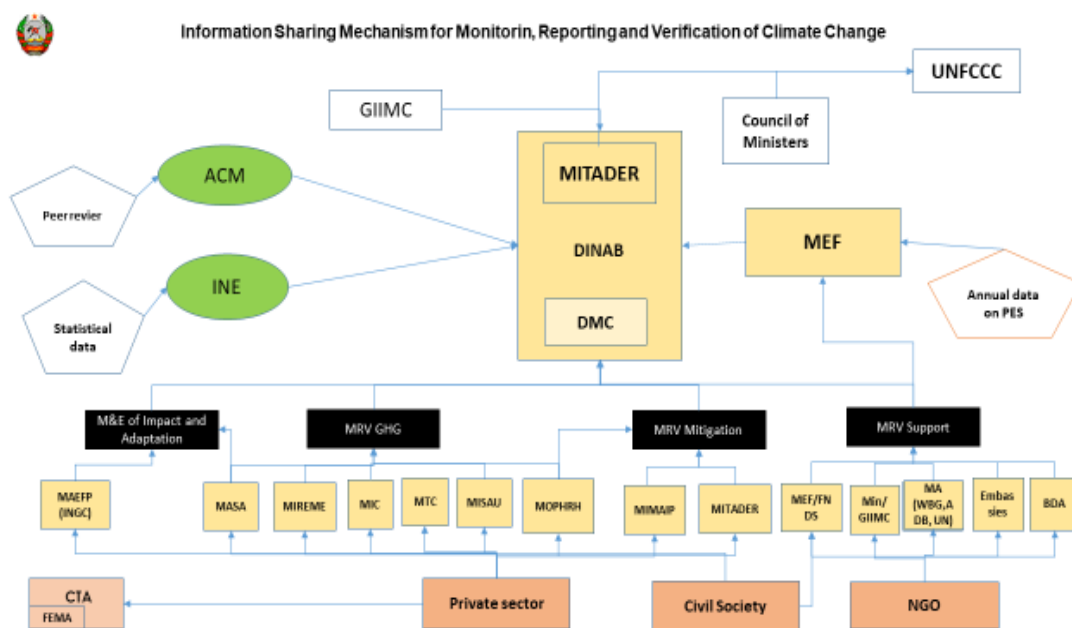 Information Sharing Mechanism for Monitorin, Reporting and Verification of Climate Change
UNFCCC
GIIMC
Council of
Ministers
ACM
MITADER
Peer revier
DINAB
MEF
INE
Annual data
on PES
Statistical
data
DMC
M&E of Impact and
Adaptation
MRV GHG
MRV Mitigation
MRV Support
MAEFP
(INGC)
MASA
MIREME
MIC
MTC
MISAU
MOPHRH
MIMAIP
MITADER
MEF/FN
DS
Min/
GIIMC
MA
(WBG,A
DB, UN)
Embas
sies
BDA
CTA
FEMA
Private sector
Civil Society
NGO